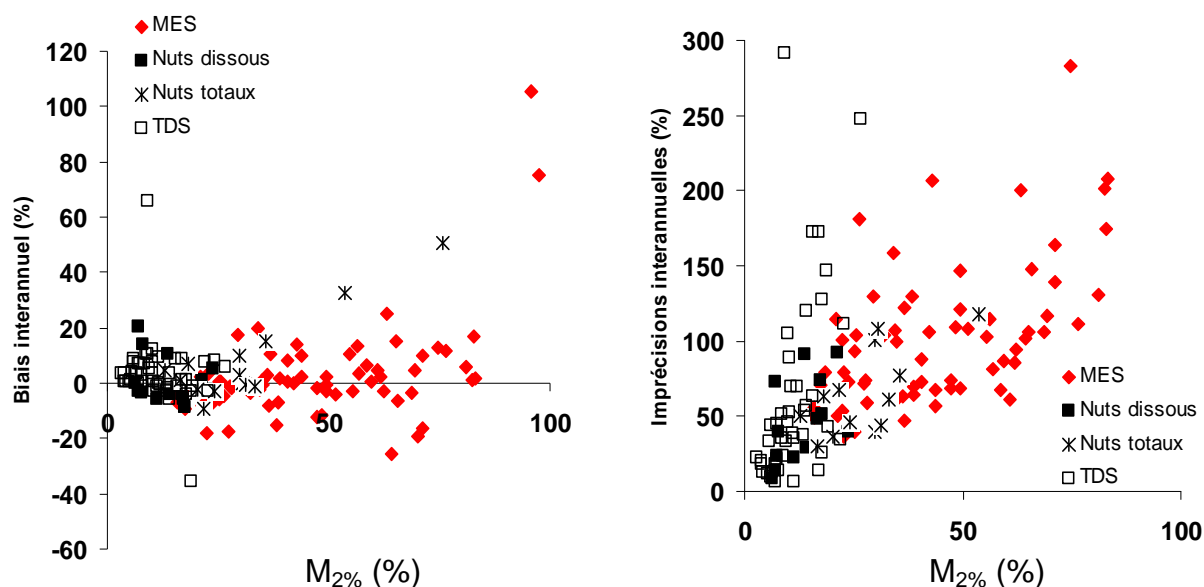 MES
Nuts dissous
Nuts totaux
TDS
Biais interannuel (%)
120
100
80
60
40
20
0
-20
-40
-60
0
50
100
M2% (%)
Imprécisions interannuelles (%)
300
250
200
150
100
50
0
MES
Nuts dissous
Nuts totaux
TDS
0
50
100
M2% (%)